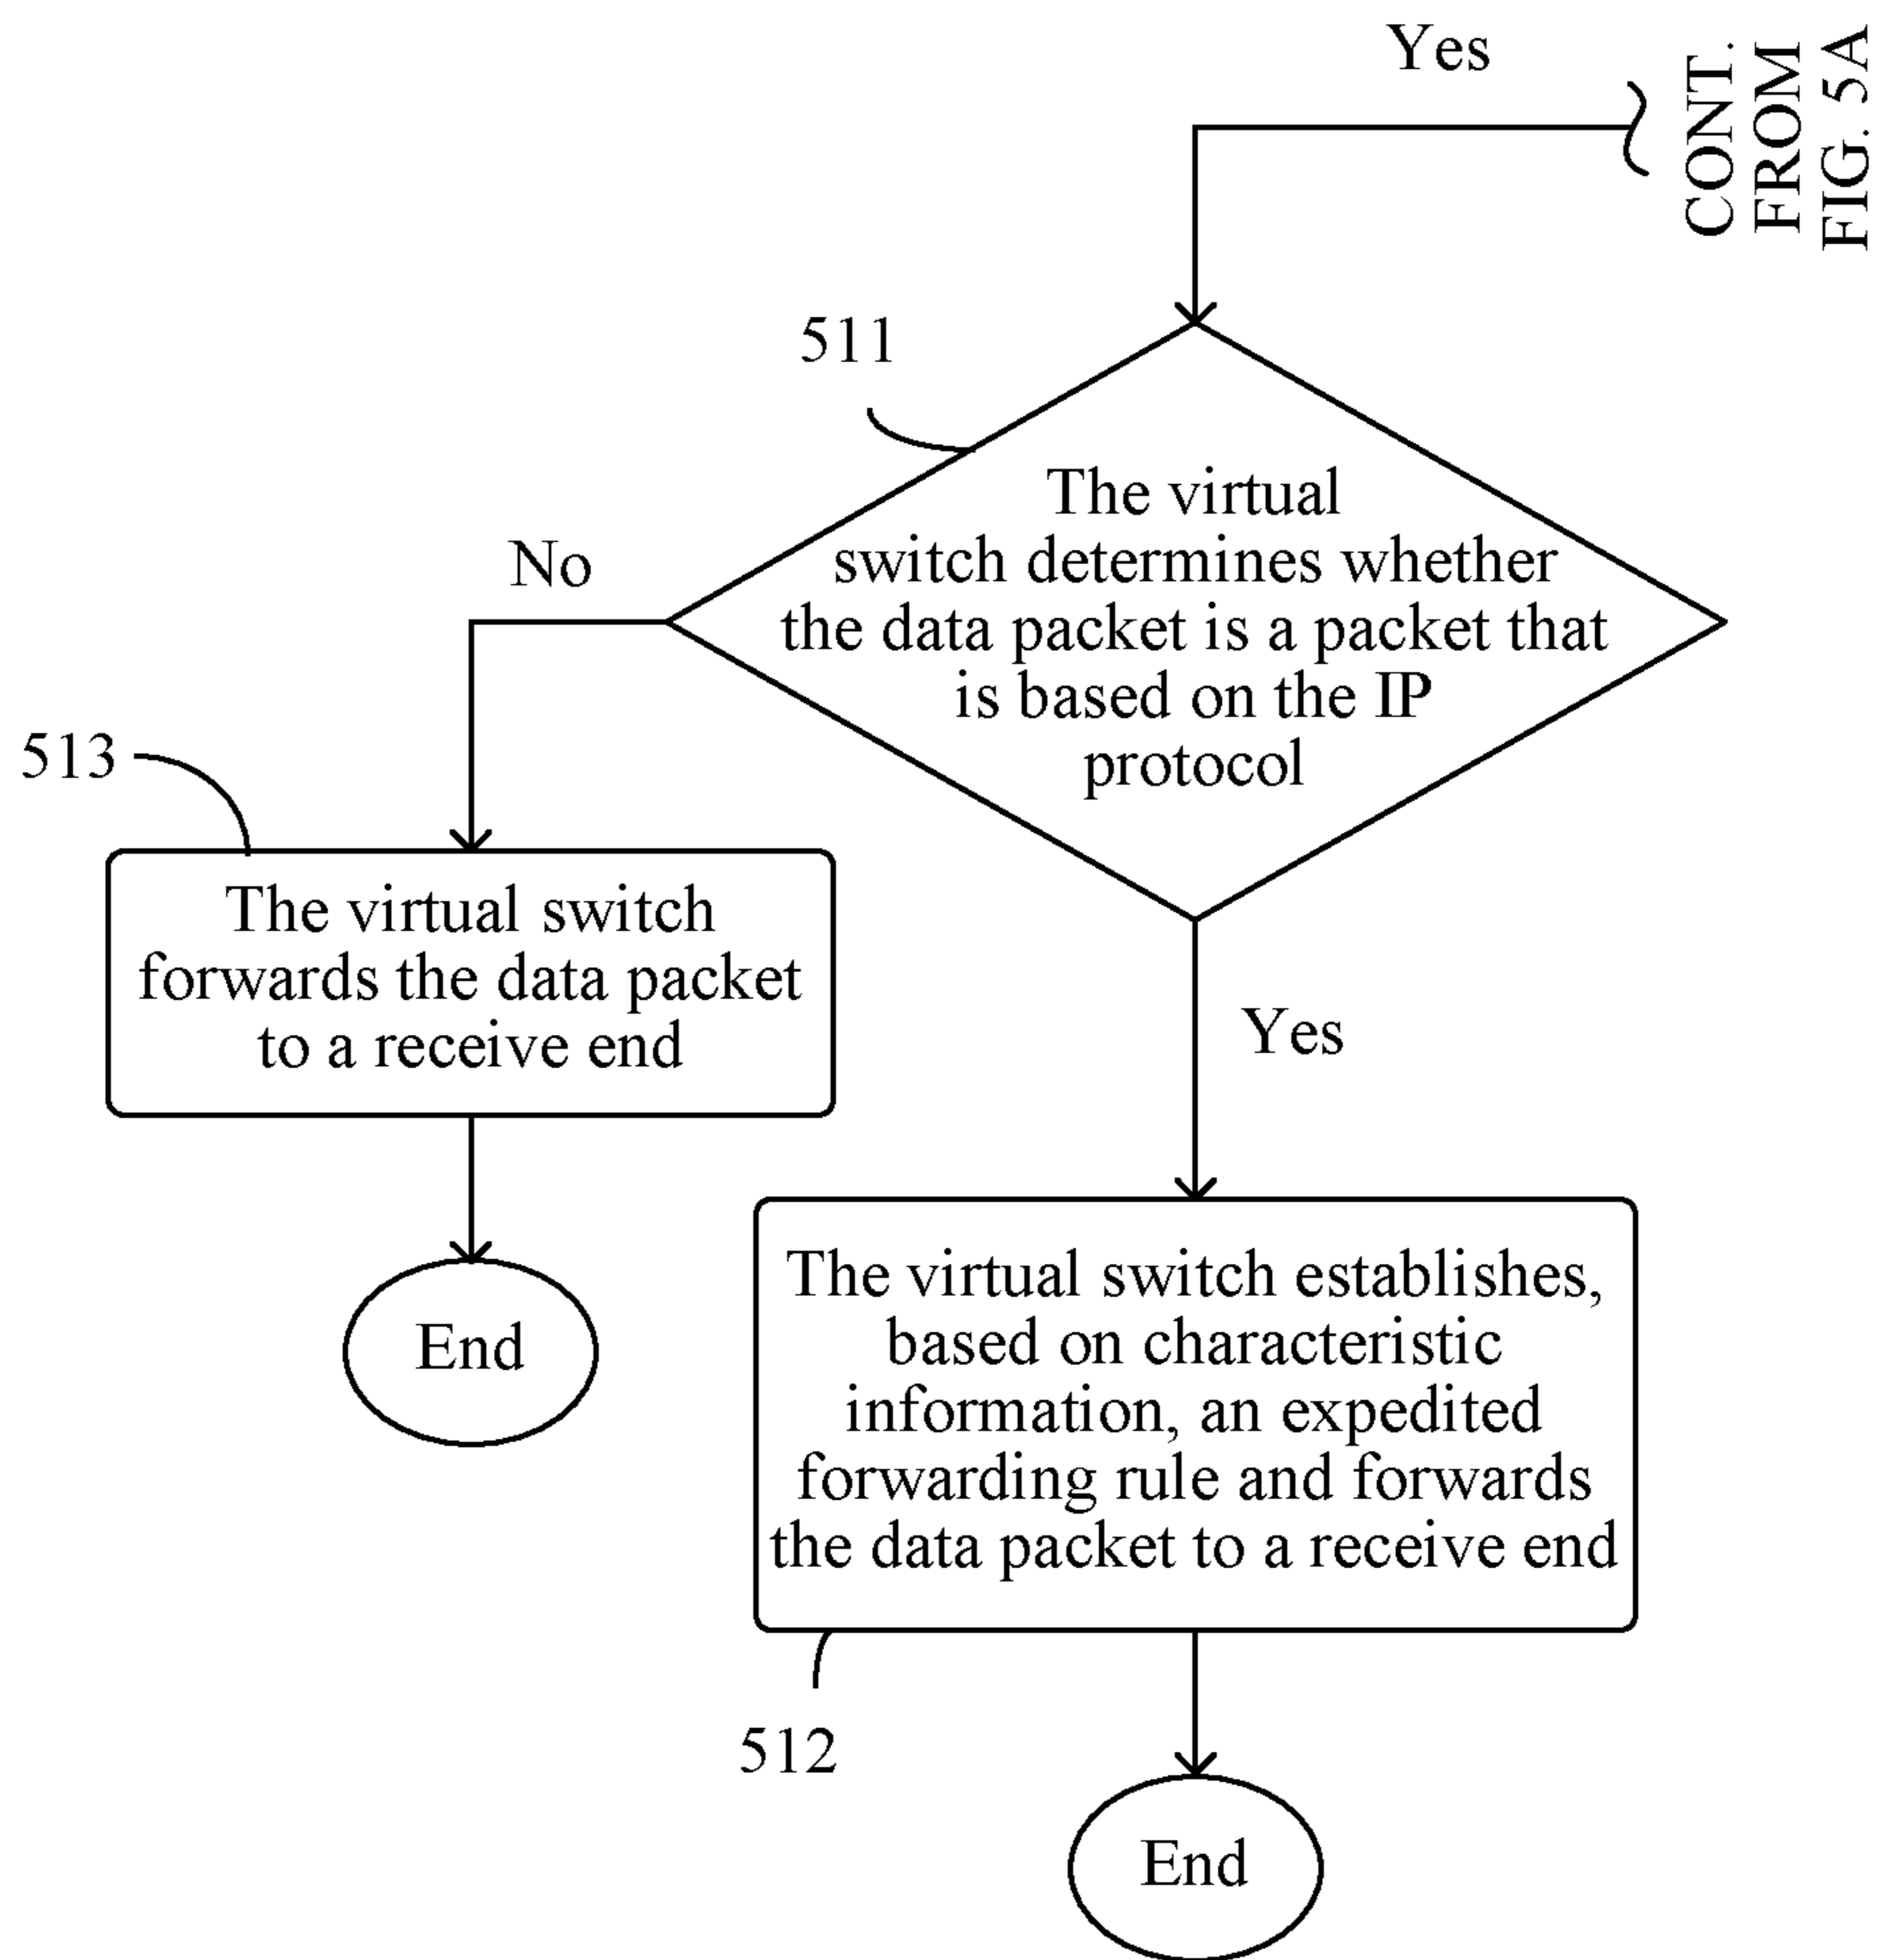 Yes
CONT.
FROM
FIG. 5A
511
The virtual
switch determines whether
the data packet is a packet that
is based on the IP
protocol
No
513
The virtual switch
forwards the data packet
to a receive end
Yes
End
The virtual switch establishes,
based on characteristic
information, an expedited
forwarding rule and forwards
the data packet to a receive end
512
End